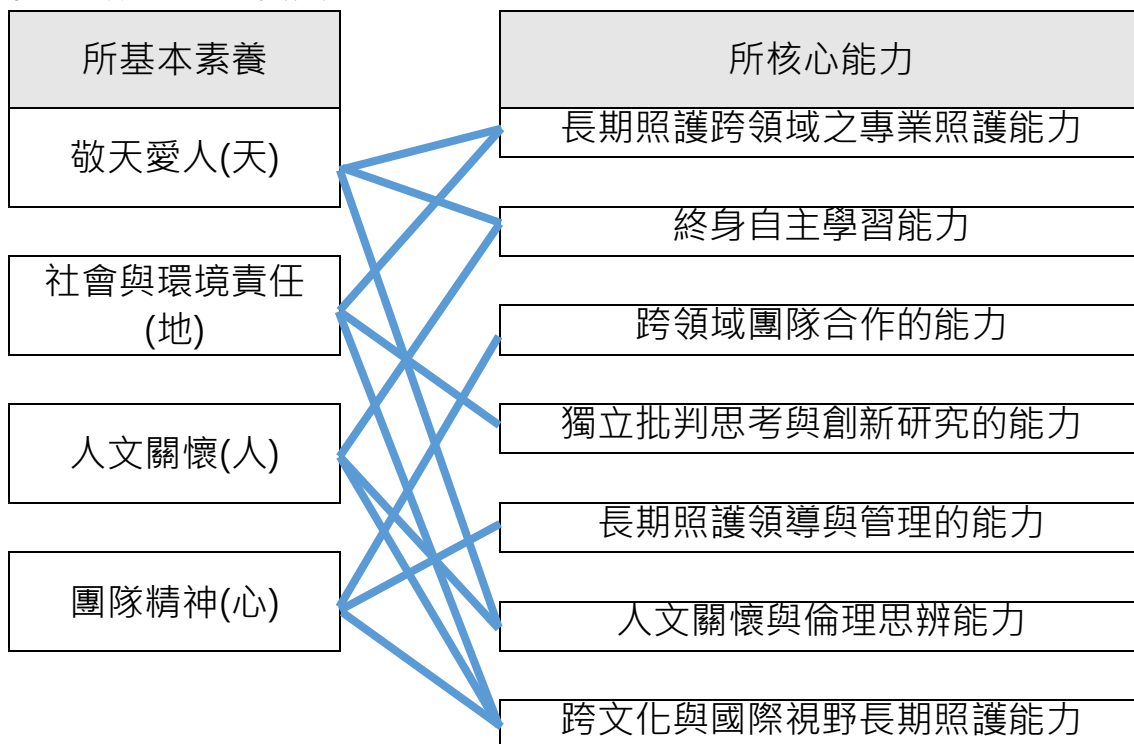 所基本素養
所核心能力
敬天愛人(天)
社會與環境責任
(地)
人文關懷(人)
團隊精神(心)
長期照護跨領域之專業照護能力
終身自主學習能力
跨領域團隊合作的能力
獨立批判思考與創新研究的能力
長期照護領導與管理的能力
人文關懷與倫理思辨能力
跨文化與國際視野長期照護能力